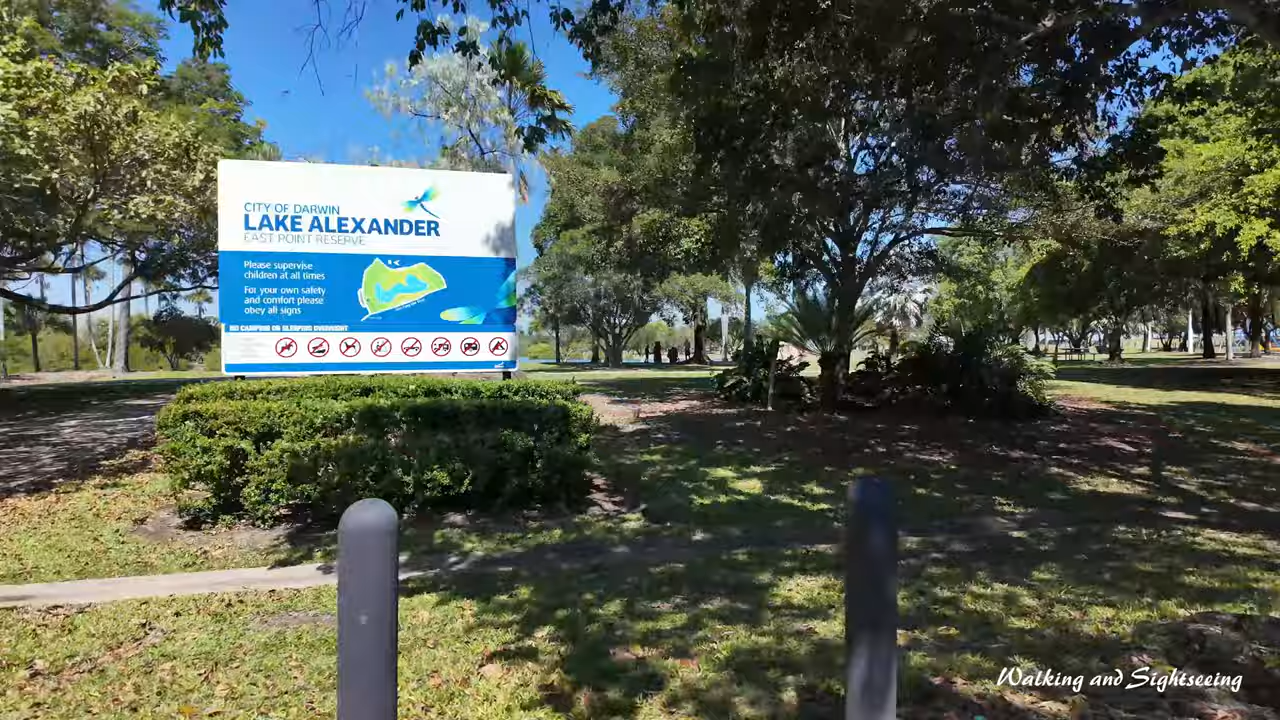 CITY OF DARWIN
LAKE ALEXANDER
EAST POINT RESERVE
Please supervise
children at all times
For your own safety
and comfort please
obey all signs
NO CAMPING OR SLEEPING OVERNIGHT
Walking and Sightseeing